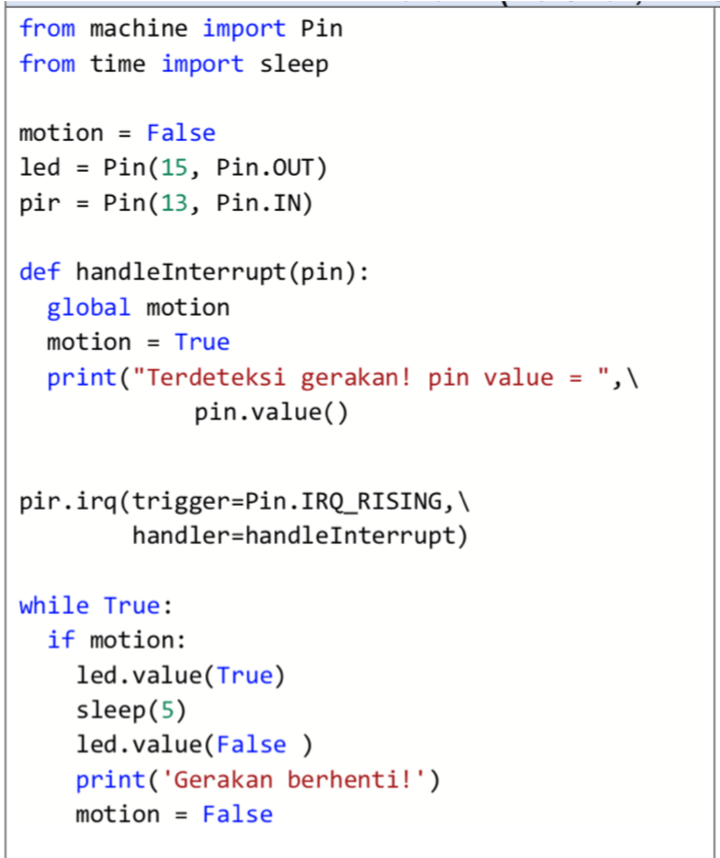 from machine import Pin
from time import sleep

motion = False
led = Pin(15, Pin.OUT)
pir = Pin(13, Pin.IN)

def handleInterrupt(pin):
  global motion
  motion = True
  print("Terdeteksi gerakan! pin value = ",\
            pin.value()

pir.irq(trigger=Pin.IRQ_RISING,\
        handler=handleInterrupt)

while True:
  if motion:
    led.value(True)
    sleep(5)
    led.value(False )
    print('Gerakan berhenti!')
    motion = False